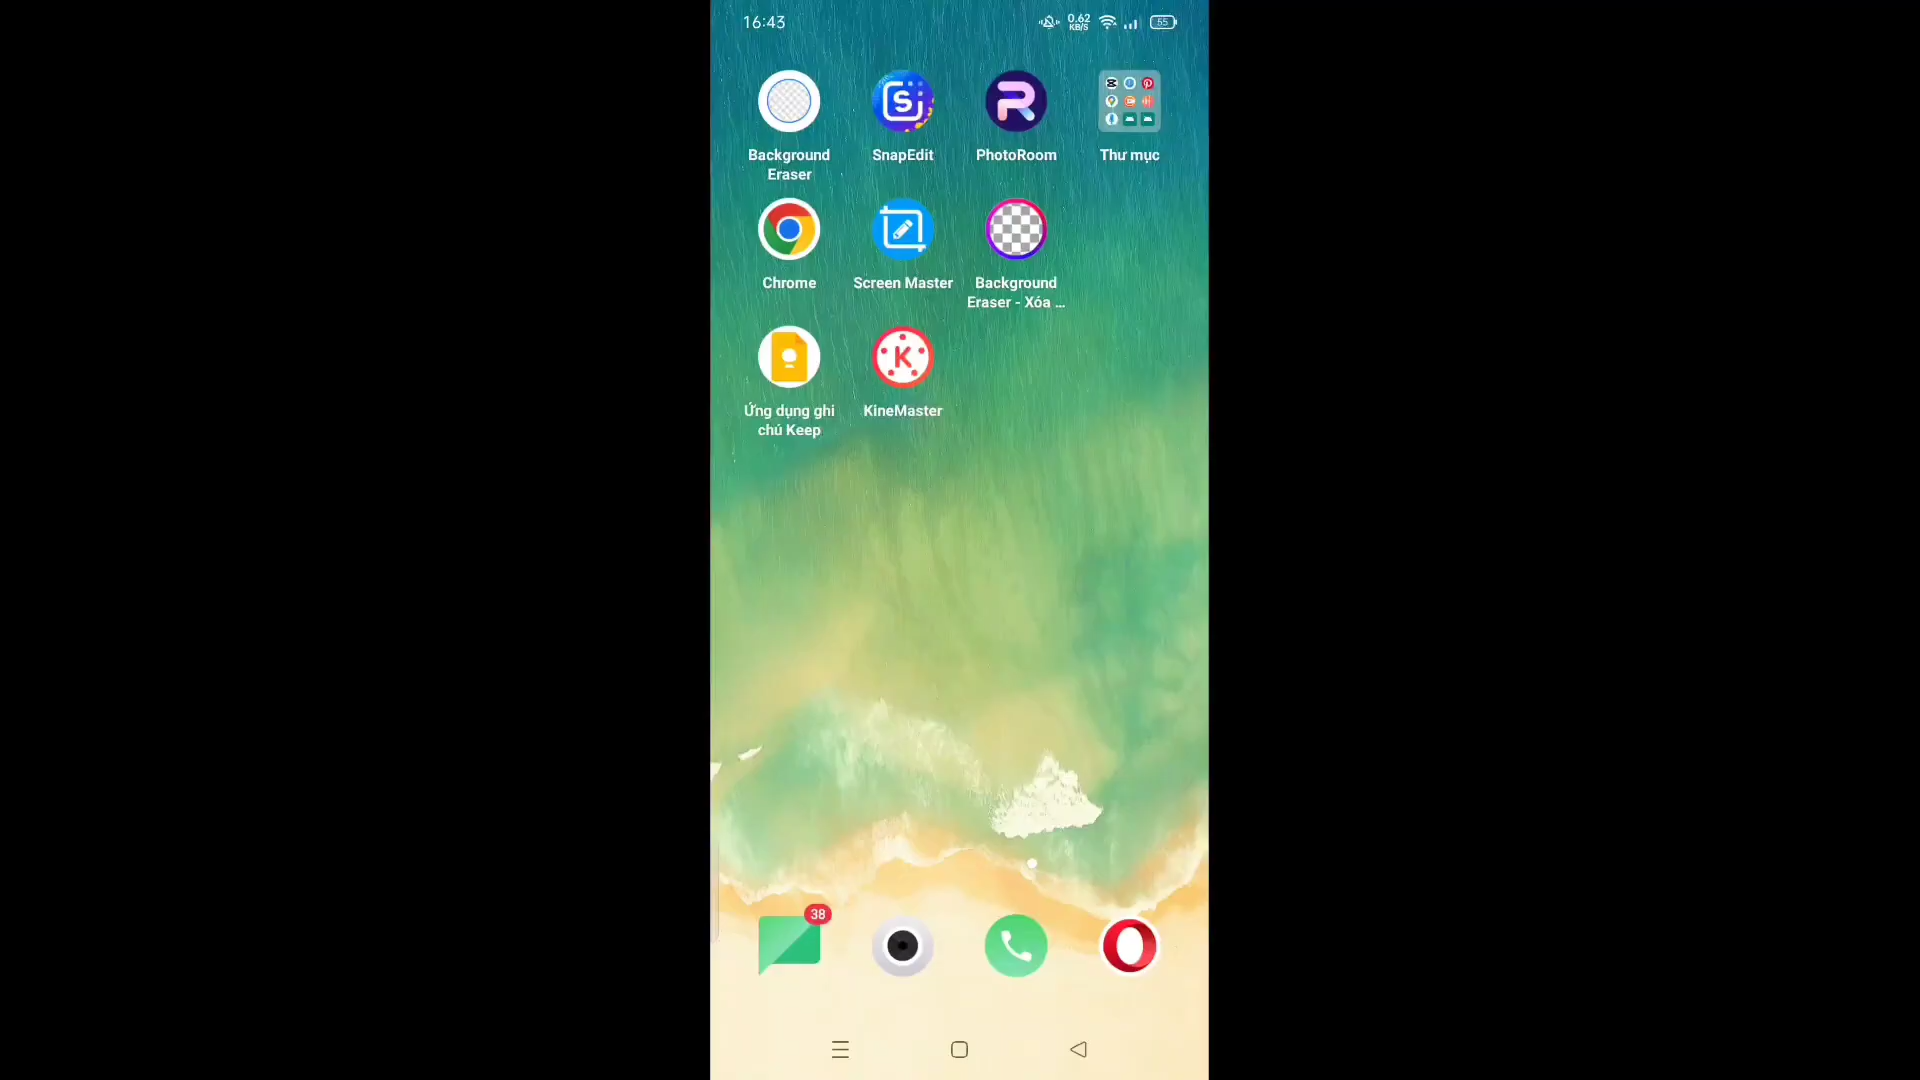 16:43
0.62
KB/S
55
Background
Eraser
SnapEdit
PhotoRoom
Thư mục
Chrome
Screen Master
Background
Eraser - Xóa ...
Ứng dụng ghi
chú Keep
KineMaster
38